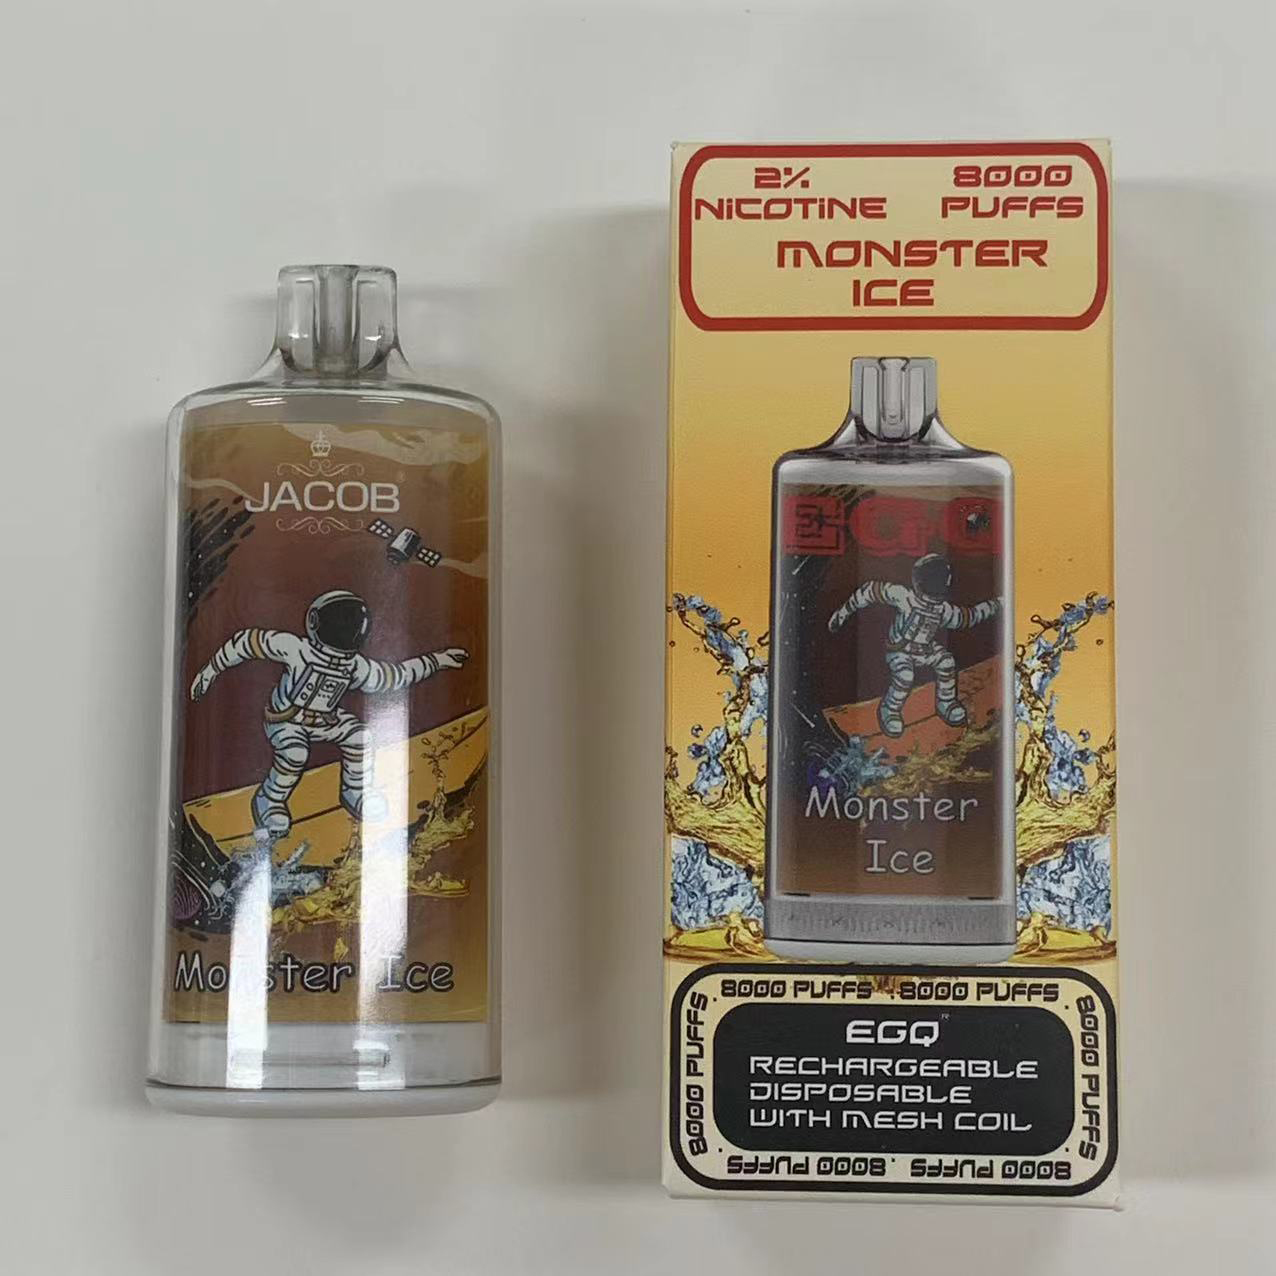 JACOB
Monster Ice
2% NICOTINE
8000 PUFFS
MONSTER
ICE
EGQ
Monster
Ice
8000 PUFFS · 8000 PUFFS ·
8000 PUFFS
8000 PUFFS
EGQ
RECHARGEABLE
DISPOSABLE
WITH MESH COIL
8000 PUFFS · 8000 PUFFS